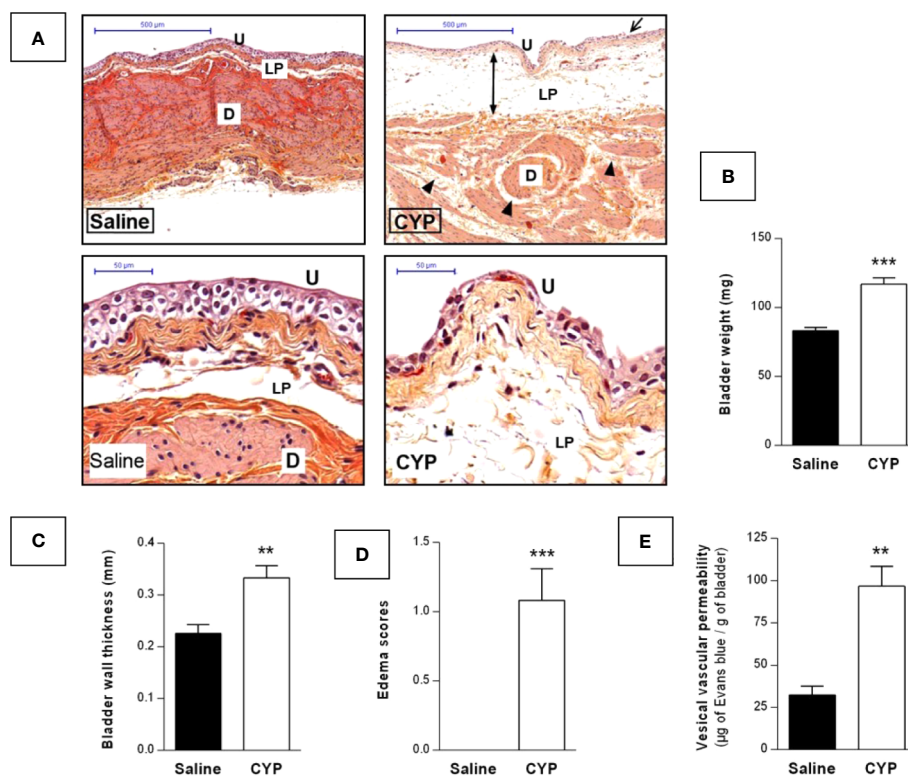 A
500 µm
U
LP
D
Saline
500 µm
U
LP
D
CYP
50 µm
U
LP
Saline
D
50 µm
U
LP
CYP
B
Bladder weight (mg)
150
100
50
0
***
Saline
CYP
C
Bladder wall thickness (mm)
0.4
0.3
0.2
0.1
0.0
**
Saline
CYP
D
Edema scores
1.5
1.0
0.5
0.0
***
Saline
CYP
E
Vesical vascular permeability
(µg of Evans blue / g of bladder)
125
100
75
50
25
0
**
Saline
CYP